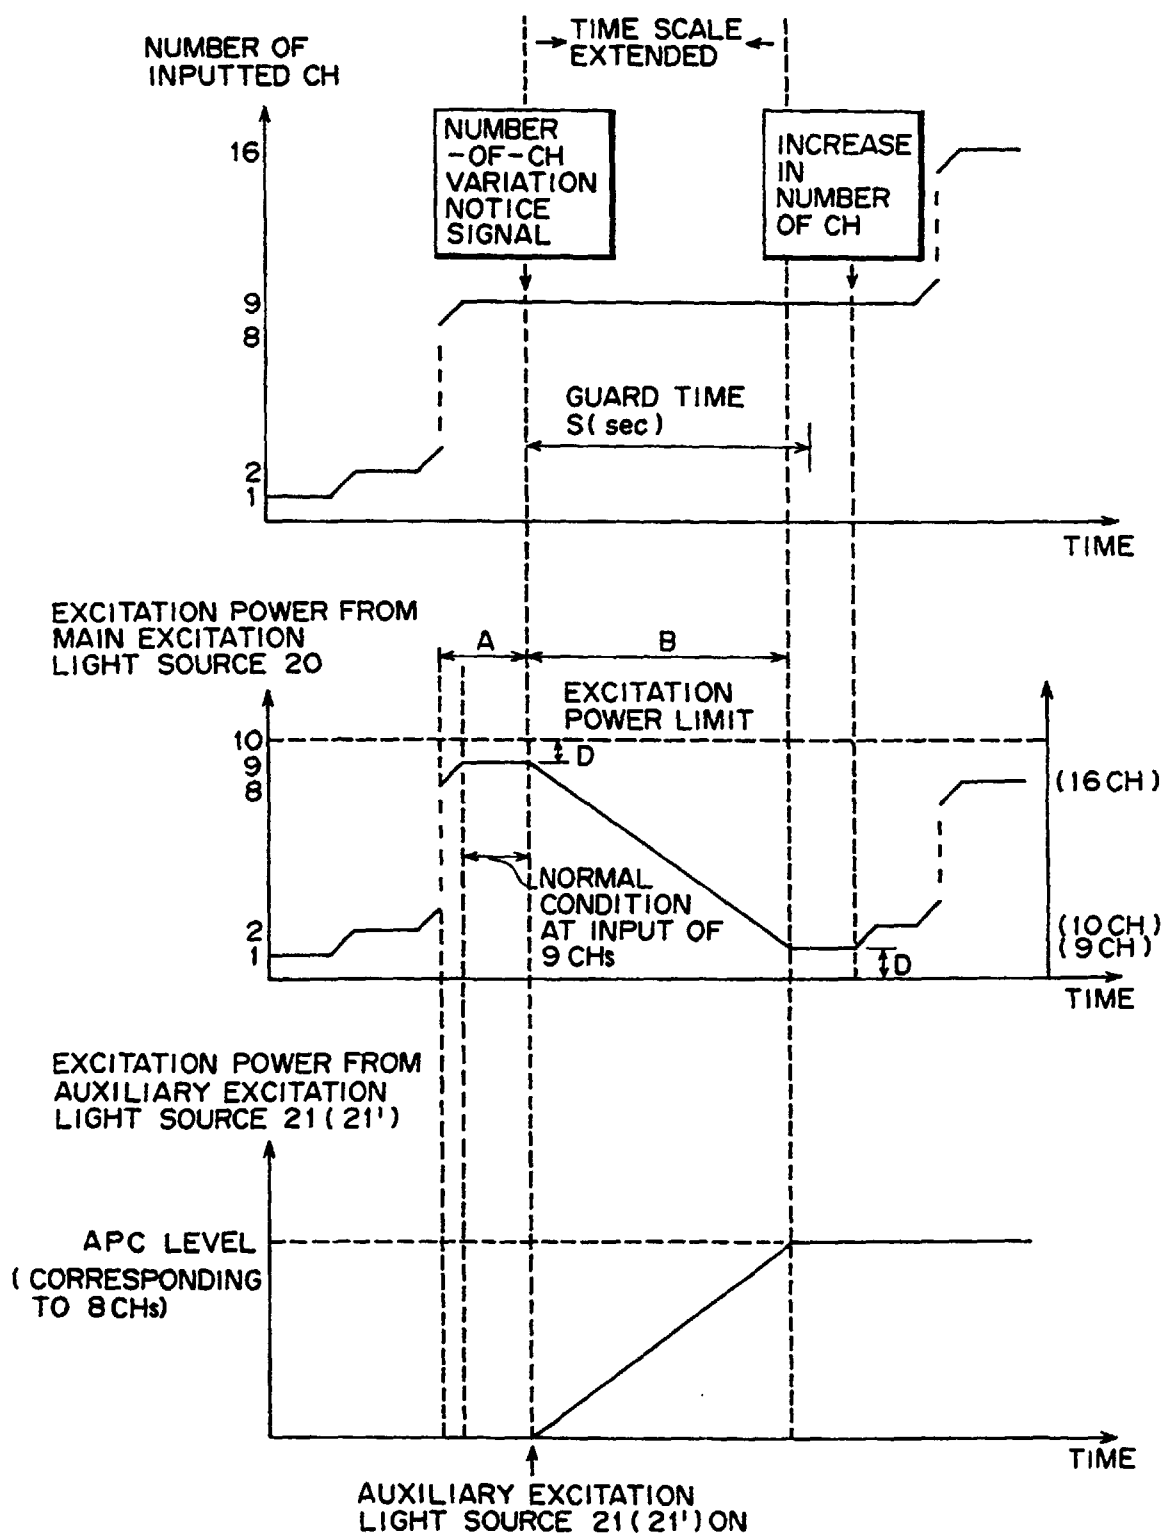 TIME SCALE
EXTENDED
NUMBER OF
INPUTTED CH
NUMBER
-OF-CH
VARIATION
NOTICE
SIGNAL
INCREASE
IN
NUMBER
OF CH
16
9
8
GUARD TIME
S(sec)
2
1
TIME
EXCITATION POWER FROM
MAIN EXCITATION
LIGHT SOURCE 20
A
B
EXCITATION
POWER LIMIT
10
9
8
D
(16CH)
NORMAL
CONDITION
AT INPUT OF
9 CHs
2
1
(10CH)
(9CH)
D
TIME
EXCITATION POWER FROM
AUXILIARY EXCITATION
LIGHT SOURCE 21(21')
APC LEVEL
(CORRESPONDING
TO 8CHs)
TIME
AUXILIARY EXCITATION
LIGHT SOURCE 21(21')ON